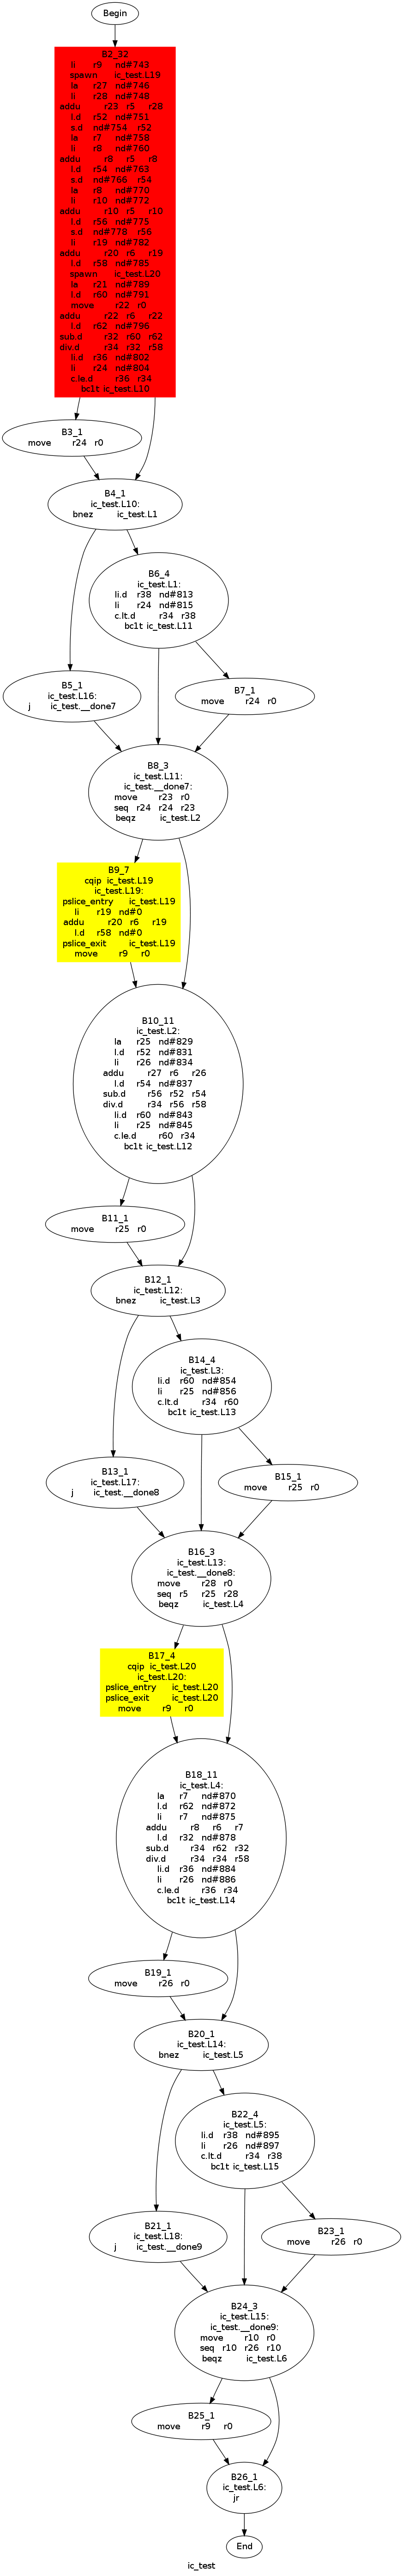 Begin
B2_32
li r9 nd#743
spawn ic_test.L19
la r27 nd#746
li r28 nd#748
addu r23 r5 r28
l.d r52 nd#751
s.d nd#754 r52
la r7 nd#758
li r8 nd#760
addu r8 r5 r8
l.d r54 nd#763
s.d nd#766 r54
la r8 nd#770
li r10 nd#772
addu r10 r5 r10
l.d r56 nd#775
s.d nd#778 r56
li r19 nd#782
addu r20 r6 r19
l.d r58 nd#785
spawn ic_test.L20
la r21 nd#789
l.d r60 nd#791
move r22 r0
addu r22 r6 r22
l.d r62 nd#796
sub.d r32 r60 r62
div.d r34 r32 r58
li.d r36 nd#802
li r24 nd#804
c.le.d r36 r34
bc1t ic_test.L10
B3_1
move r24 r0
B4_1
ic_test.L10:
bnez ic_test.L1
B6_4
ic_test.L1:
li.d r38 nd#813
li r24 nd#815
c.lt.d r34 r38
bc1t ic_test.L11
B5_1
ic_test.L16:
j ic_test.__done7
B7_1
move r24 r0
B8_3
ic_test.L11:
ic_test.__done7:
move r23 r0
seq r24 r24 r23
beqz ic_test.L2
B9_7
cqip ic_test.L19
ic_test.L19:
pslice_entry ic_test.L19
li r19 nd#0
addu r20 r6 r19
l.d r58 nd#0
pslice_exit ic_test.L19
move r9 r0
B10_11
ic_test.L2:
la r25 nd#829
l.d r52 nd#831
li r26 nd#834
addu r27 r6 r26
l.d r54 nd#837
sub.d r56 r52 r54
div.d r34 r56 r58
li.d r60 nd#843
li r25 nd#845
c.le.d r60 r34
bc1t ic_test.L12
B11_1
move r25 r0
B12_1
ic_test.L12:
bnez ic_test.L3
B14_4
ic_test.L3:
li.d r60 nd#854
li r25 nd#856
c.lt.d r34 r60
bc1t ic_test.L13
B13_1
ic_test.L17:
j ic_test.__done8
B15_1
move r25 r0
B16_3
ic_test.L13:
ic_test.__done8:
move r28 r0
seq r5 r25 r28
beqz ic_test.L4
B17_4
cqip ic_test.L20
ic_test.L20:
pslice_entry ic_test.L20
pslice_exit ic_test.L20
move r9 r0
B18_11
ic_test.L4:
la r7 nd#870
l.d r62 nd#872
li r7 nd#875
addu r8 r6 r7
l.d r32 nd#878
sub.d r34 r62 r32
div.d r34 r34 r58
li.d r36 nd#884
li r26 nd#886
c.le.d r36 r34
bc1t ic_test.L14
B19_1
move r26 r0
B20_1
ic_test.L14:
bnez ic_test.L5
B22_4
ic_test.L5:
li.d r38 nd#895
li r26 nd#897
c.lt.d r34 r38
bc1t ic_test.L15
B21_1
ic_test.L18:
j ic_test.__done9
B23_1
move r26 r0
B24_3
ic_test.L15:
ic_test.__done9:
move r10 r0
seq r10 r26 r10
beqz ic_test.L6
B25_1
move r9 r0
B26_1
ic_test.L6:
jr
End
ic_test